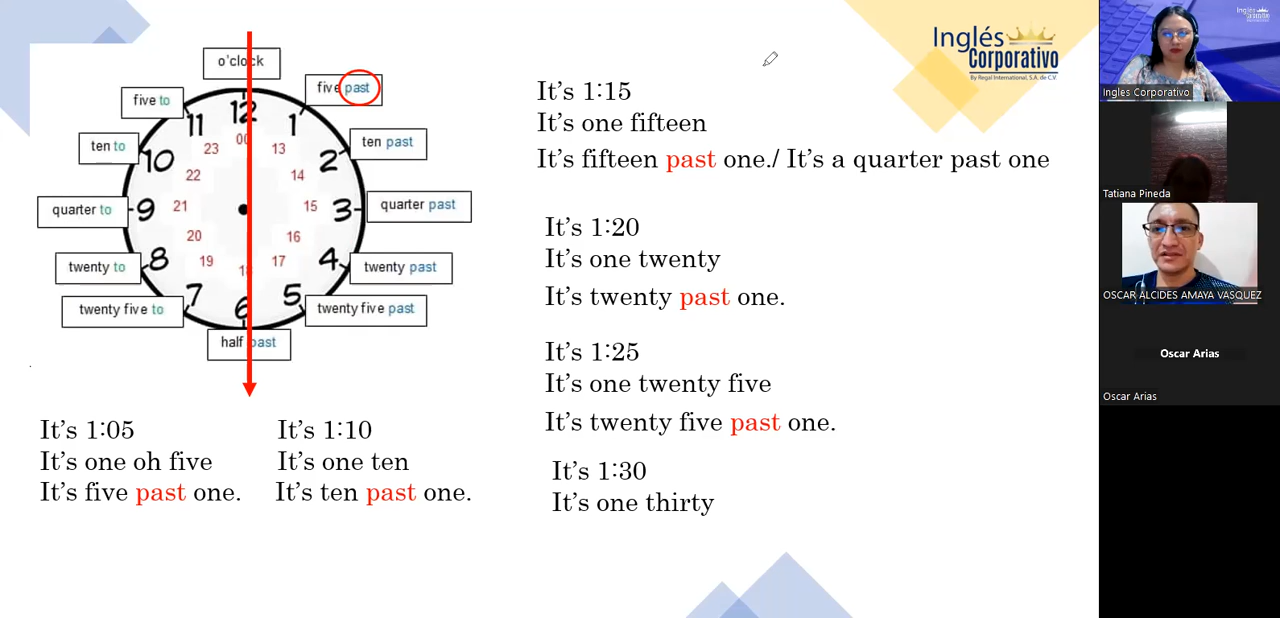 o'clock
five past
five to
ten to
ten past
quarter to
quarter past
twenty to
twenty past
twenty five to
twenty five past
half past
12
11
1
10
2
9
3
8
4
7
5
6
00
23
13
22
14
21
15
20
16
19
17
It's 1:05
It's one oh five
It's five past one.
It's 1:10
It's one ten
It's ten past one.
It's 1:15
It's one fifteen
It's fifteen past one./ It's a quarter past one
It's 1:20
It's one twenty
It's twenty past one.
It's 1:25
It's one twenty five
It's twenty five past one.
It's 1:30
It's one thirty
Inglés
Corporativo
By Regal International, S.A. de C.V.
Ingles Corporativo
Tatiana Pineda
OSCAR ALCIDES AMAYA VASQUEZ
Oscar Arias
Oscar Arias